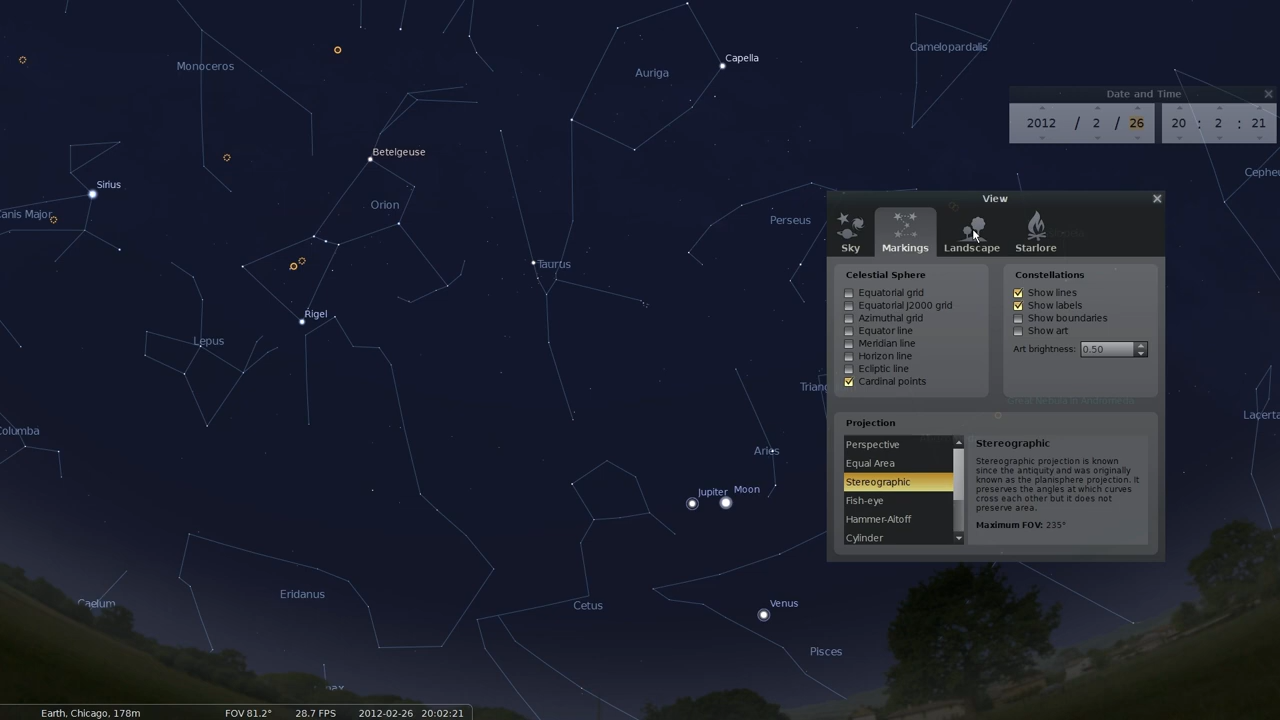 Camelopardalis
Capella
Auriga
Monoceros
Date and Time
2012 / 2 / 26 20 : 2 : 21
Betelgeuse
Sirius
Orion
Canis Major
Perseus
Taurus
Rigel
Lepus
Columba
Aries
Jupiter
Moon
Eridanus
Caelum
Cetus
Venus
Pisces
View
Sky Markings Landscape Starlore
Celestial Sphere
Equatorial grid
Equatorial J2000 grid
Azimuthal grid
Equator line
Meridian line
Horizon line
Ecliptic line
Cardinal points
Constellations
Show lines
Show labels
Show boundaries
Show art
Art brightness: 0.50
Projection
Perspective
Equal Area
Stereographic
Fish-eye
Hammer-Aitoff
Cylinder
Stereographic
Stereographic projection is known
since the antiquity and was originally
known as the planisphere projection. It
preserves the angles at which curves
cross each other but it does not
preserve area.
Maximum FOV: 235°
Earth, Chicago, 178m FOV 81.2° 28.7 FPS 2012-02-26 20:02:21